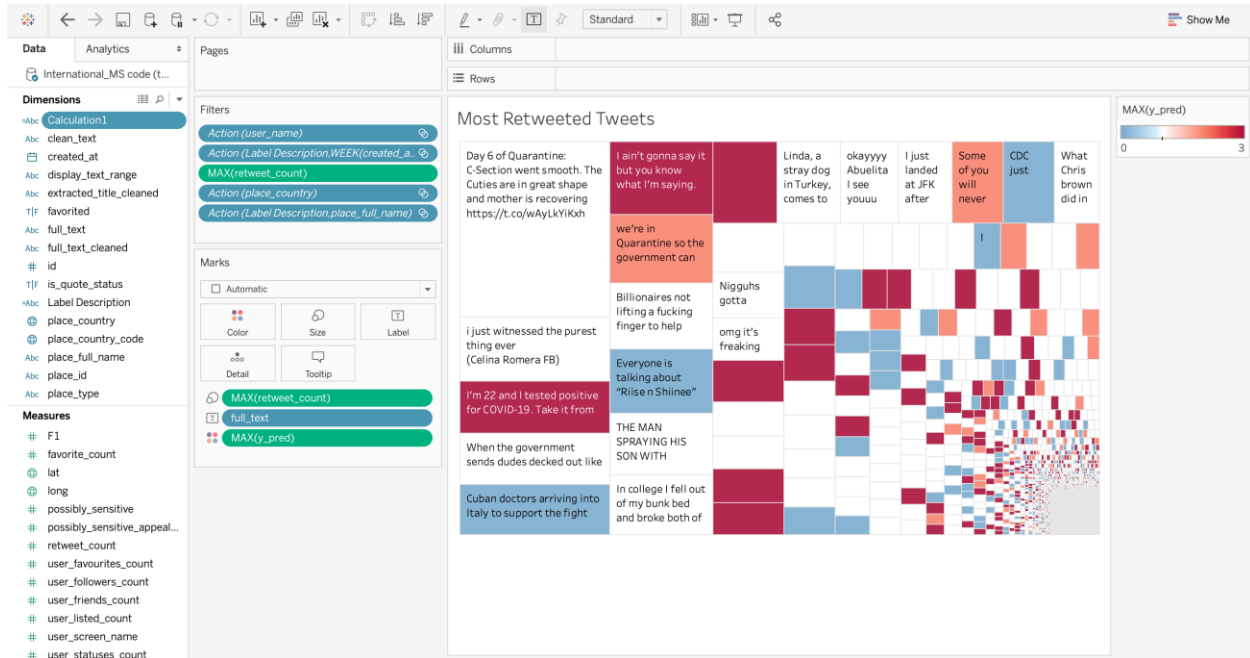 Standard
Show Me
Data
Analytics
Pages
Columns
Rows
International_MS code (t...
Dimensions
=Abc Calculation1
Abc clean_text
created_at
Abc display_text_range
Abc extracted_title_cleaned
T|F favorited
Abc full_text
Abc full_text_cleaned
# id
T|F is_quote_status
=Abc Label Description
place_country
place_country_code
Abc place_full_name
Abc place_id
Abc place_type
Measures
# F1
# favorite_count
lat
long
# possibly_sensitive
# possibly_sensitive_appeal...
# retweet_count
# user_favourites_count
# user_followers_count
# user_friends_count
# user_listed_count
# user_screen_name
# user_statuses_count
Filters
Action (user_name)
Action (Label Description,WEEK(created_a..
MAX(retweet_count)
Action (place_country)
Action (Label Description,place_full_name)
Marks
Automatic
Color
Size
Label
Detail
Tooltip
MAX(retweet_count)
full_text
MAX(y_pred)
Most Retweeted Tweets
Day 6 of Quarantine:
C-Section went smooth. The
Cuties are in great shape
and mother is recovering
https://t.co/wAyLkYiKxh
i just witnessed the purest
thing ever
(Celina Romera FB)
I'm 22 and I tested positive
for COVID-19. Take it from
When the government
sends dudes decked out like
Cuban doctors arriving into
Italy to support the fight
I ain't gonna say it
but you know
what I'm saying.
we're in
Quarantine so the
government can
Billionaires not
lifting a fucking
finger to help
Everyone is
talking about
"Riise n Shiinee"
THE MAN
SPRAYING HIS
SON WITH
In college I fell out
of my bunk bed
and broke both of
Nigguhs
gotta
omg it's
freaking
Linda, a
stray dog
in Turkey,
comes to
okayyyy
Abuelita
I see
youuu
I just
landed
at JFK
after
Some
of you
will
never
CDC
just
What
Chris
brown
did in
I
MAX(y_pred)
0
3